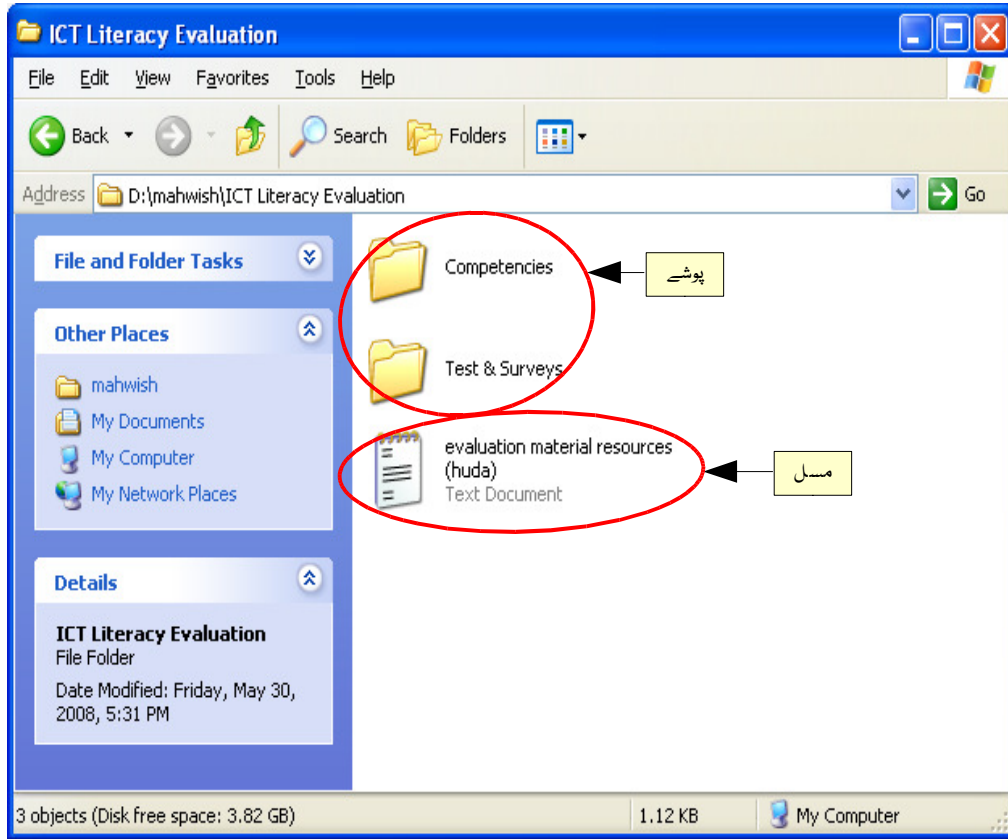 ICT Literacy Evaluation
File Edit View Favorites Tools Help
Back Search Folders
Address D:\mahwish\ICT Literacy Evaluation Go
File and Folder Tasks
Other Places
mahwish
My Documents
My Computer
My Network Places
Details
ICT Literacy Evaluation
File Folder
Date Modified: Friday, May 30,
2008, 5:31 PM
Competencies
پوشے
Test & Surveys
evaluation material resources
(huda)
Text Document
مسل
3 objects (Disk free space: 3.82 GB) 1.12 KB My Computer